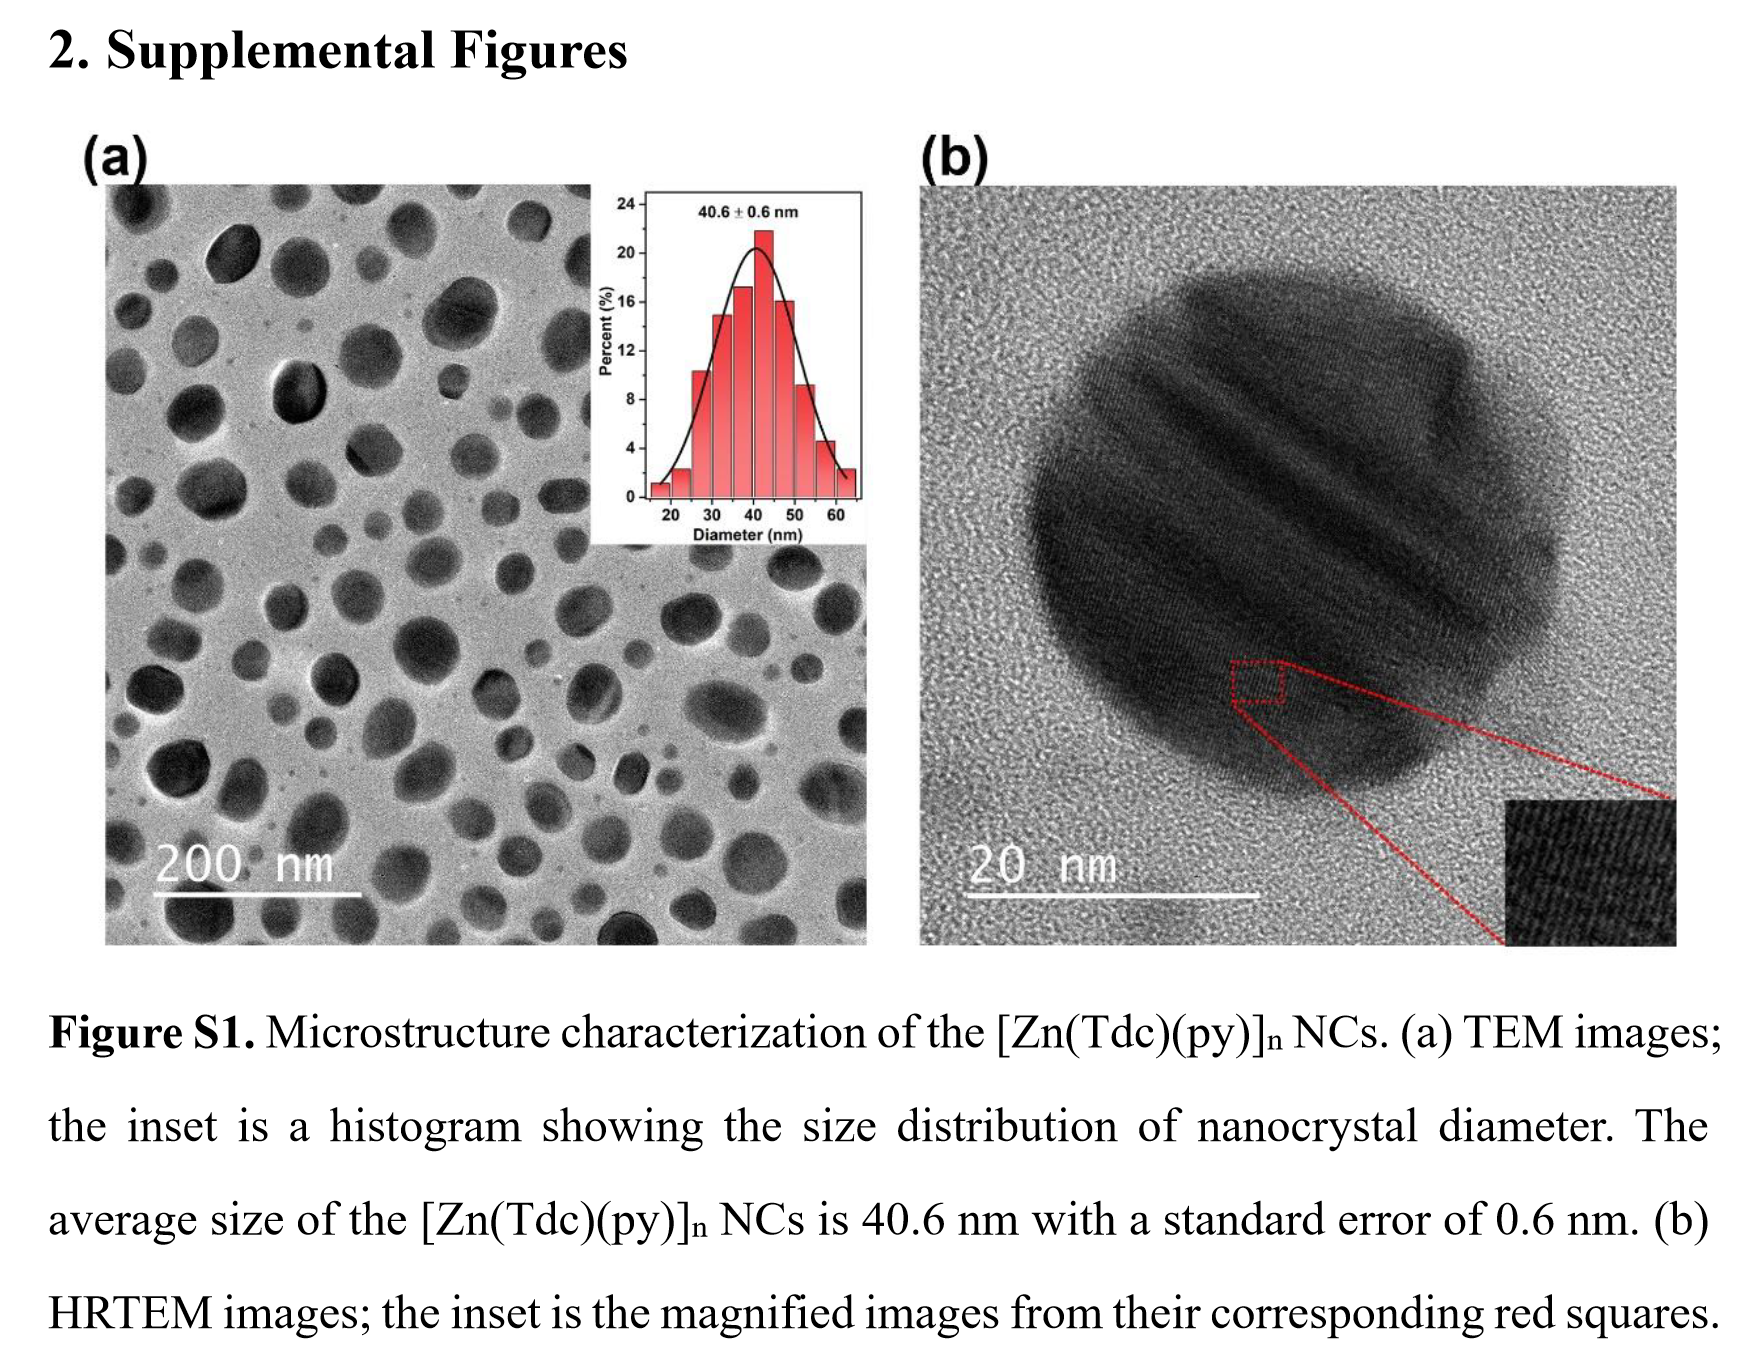 2. Supplemental Figures
(a)
(b)
40.6 ± 0.6 nm
24
20
16
12
8
4
0
Percent (%)
20 30 40 50 60
Diameter (nm)
200 nm
20 nm
Figure S1. Microstructure characterization of the [Zn(Tdc)(py)]n NCs. (a) TEM images;
the inset is a histogram showing the size distribution of nanocrystal diameter. The
average size of the [Zn(Tdc)(py)]n NCs is 40.6 nm with a standard error of 0.6 nm. (b)
HRTEM images; the inset is the magnified images from their corresponding red squares.